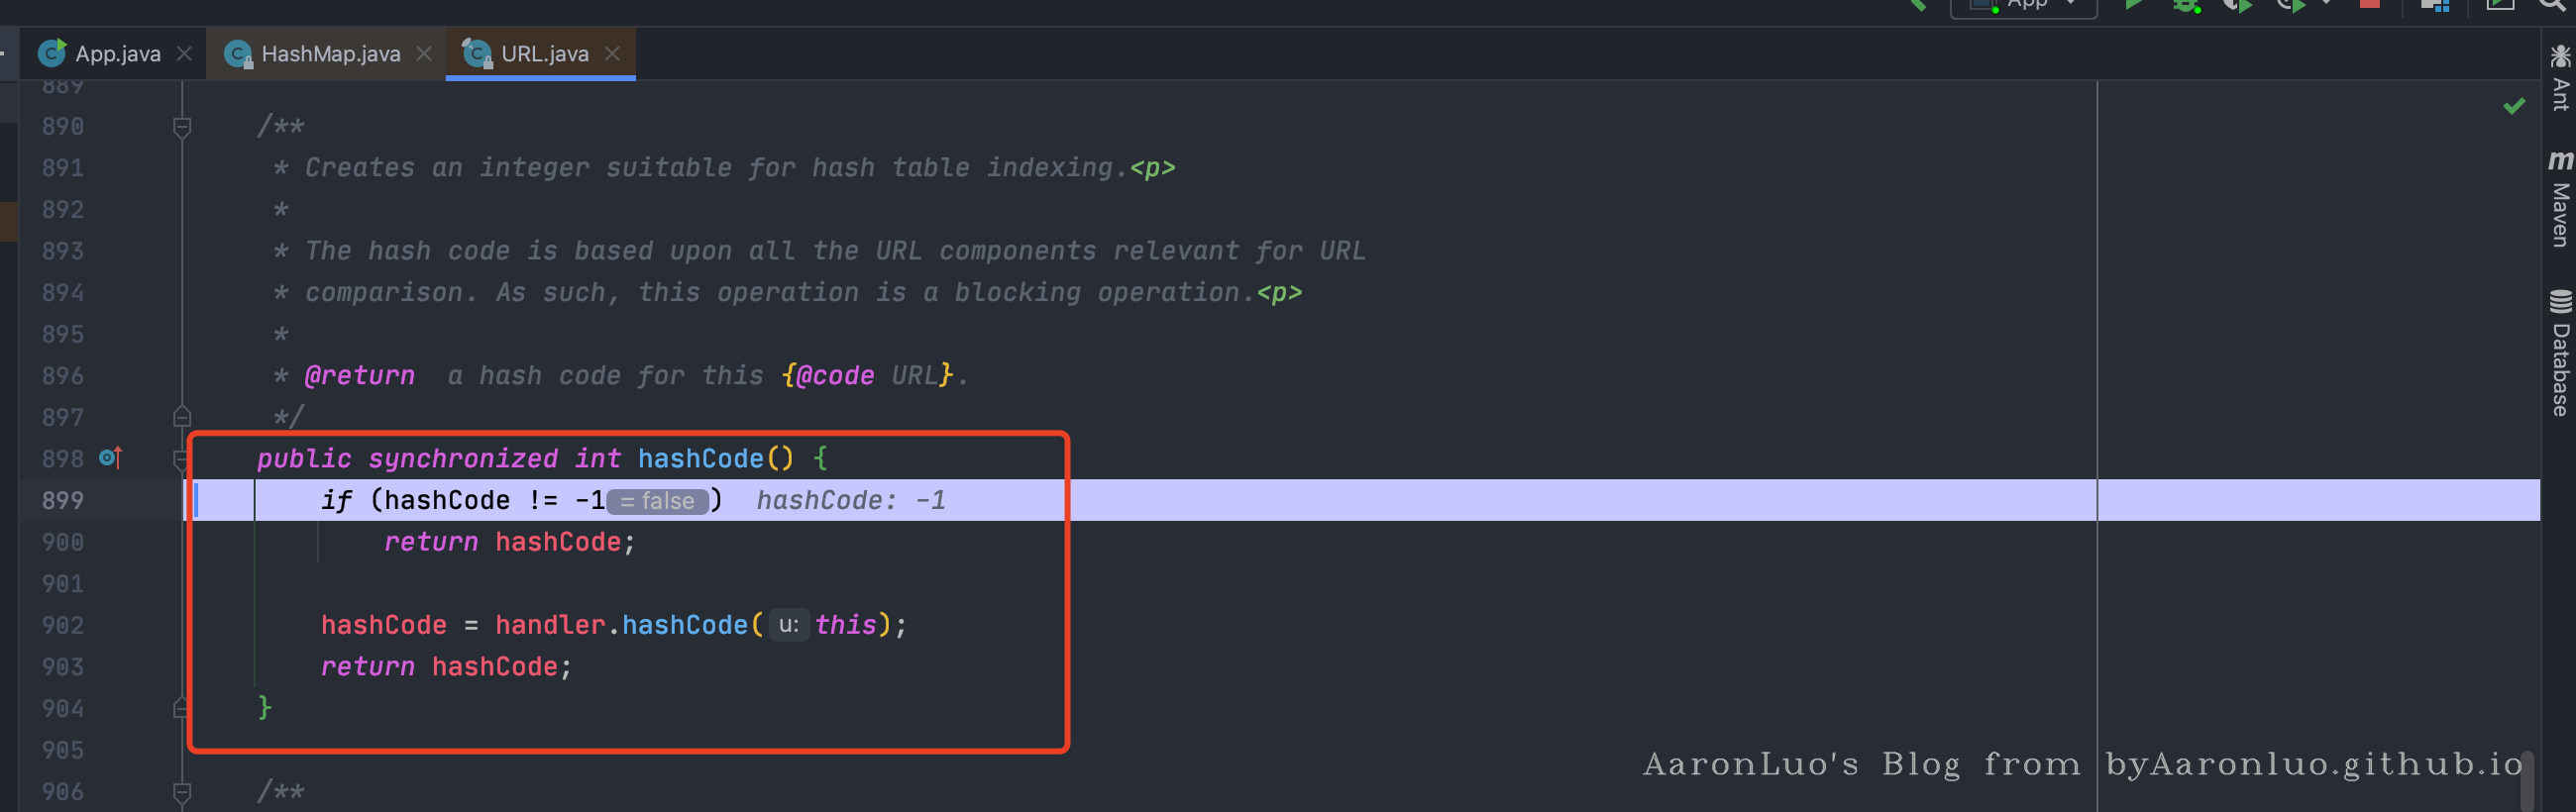 App
App.java
HashMap.java
URL.java
889
890 /**
891 * Creates an integer suitable for hash table indexing.<p>
892 *
893 * The hash code is based upon all the URL components relevant for URL
894 * comparison. As such, this operation is a blocking operation.<p>
895 *
896 * @return  a hash code for this {@code URL}.
897 */
898 public synchronized int hashCode() {
899 if (hashCode != -1 = false ) hashCode: -1
900 return hashCode;
901
902 hashCode = handler.hashCode( u: this);
903 return hashCode;
904 }
905
906 /**
Ant
m Maven
Database
AaronLuo's Blog from byAaronluo.github.io